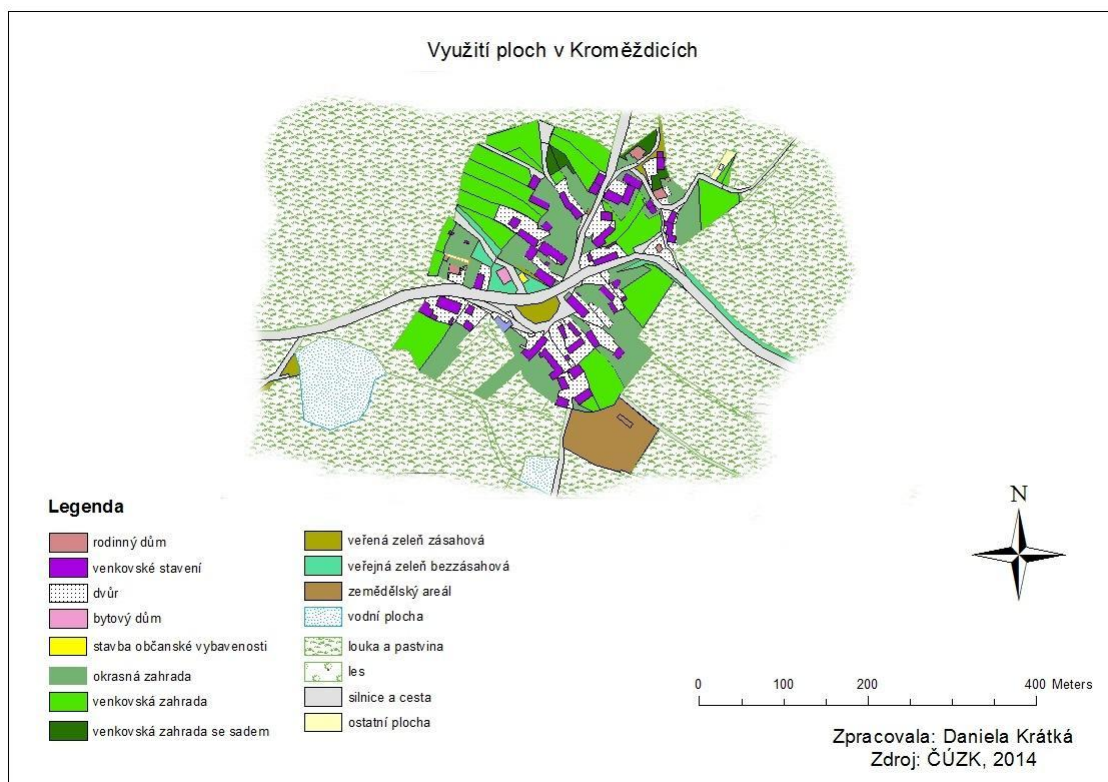 Využití ploch v Kroměždicích
Legenda
rodinný dům
venkovské stavení
dvůr
bytový dům
stavba občanské vybavenosti
okrasná zahrada
venkovská zahrada
venkovská zahrada se sadem
veřená zeleň zásahová
veřejná zeleň bezzásahová
zemědělský areál
vodní plocha
louka a pastvina
les
silnice a cesta
ostatní plocha
N
0 100 200 400 Meters
Zpracovala: Daniela Krátká
Zdroj: ČÚZK, 2014